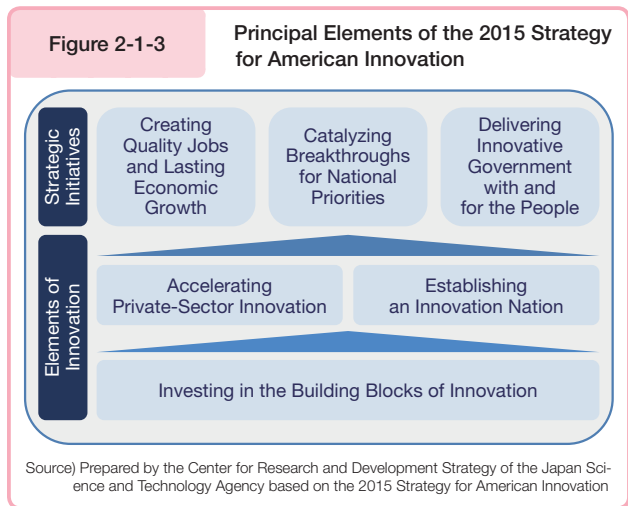 Figure 2-1-3
Principal Elements of the 2015 Strategy
for American Innovation
Strategic
Initiatives
Creating
Quality Jobs
and Lasting
Economic
Growth
Catalyzing
Breakthroughs
for National
Priorities
Delivering
Innovative
Government
with and
for the People
Elements of
Innovation
Accelerating
Private-Sector Innovation
Establishing
an Innovation Nation
Investing in the Building Blocks of Innovation
Source) Prepared by the Center for Research and Development Strategy of the Japan Sci-
ence and Technology Agency based on the 2015 Strategy for American Innovation